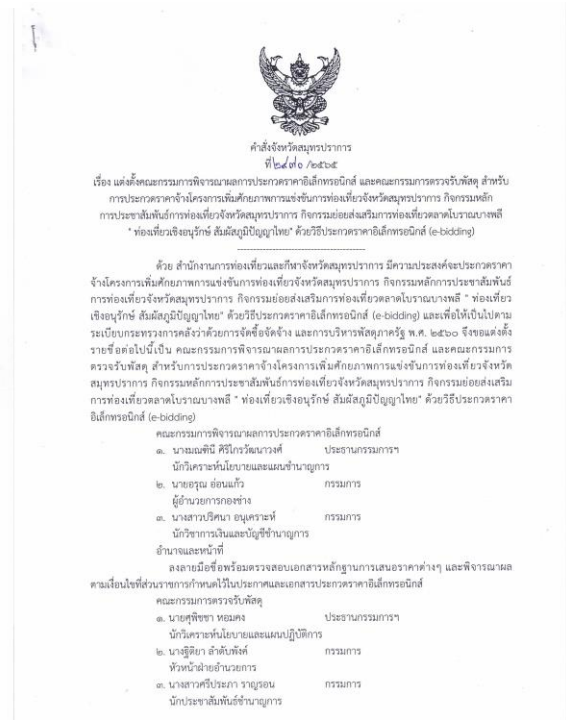 คำสั่งจังหวัดสมุทรปราการ
ที่ ๒๔๗๐ /๒๕๖๕
เรื่อง แต่งตั้งคณะกรรมการพิจารณาผลการประกวดราคาอิเล็กทรอนิกส์ และคณะกรรมการตรวจรับพัสดุ สำหรับ
การประกวดราคาจ้างโครงการเพิ่มศักยภาพการแข่งขันการท่องเที่ยวจังหวัดสมุทรปราการ กิจกรรมหลัก
การประชาสัมพันธ์การท่องเที่ยวจังหวัดสมุทรปราการ กิจกรรมย่อยส่งเสริมการท่องเที่ยวตลาดโบราณบางพลี
" ท่องเที่ยวเชิงอนุรักษ์ สัมผัสภูมิปัญญาไทย" ด้วยวิธีประกวดราคาอิเล็กทรอนิกส์ (e-bidding)
ด้วย สำนักงานการท่องเที่ยวและกีฬาจังหวัดสมุทรปราการ มีความประสงค์จะประกวดราคา
จ้างโครงการเพิ่มศักยภาพการแข่งขันการท่องเที่ยวจังหวัดสมุทรปราการ กิจกรรมหลักการประชาสัมพันธ์
การท่องเที่ยวจังหวัดสมุทรปราการ กิจกรรมย่อยส่งเสริมการท่องเที่ยวตลาดโบราณบางพลี " ท่องเที่ยว
เชิงอนุรักษ์ สัมผัสภูมิปัญญาไทย" ด้วยวิธีประกวดราคาอิเล็กทรอนิกส์ (e-bidding) และเพื่อให้เป็นไปตาม
ระเบียบกระทรวงการคลังว่าด้วยการจัดซื้อจัดจ้าง และการบริหารพัสดุภาครัฐ พ.ศ. ๒๕๖๐ จึงขอแต่งตั้ง
รายชื่อต่อไปนี้เป็น คณะกรรมการพิจารณาผลการประกวดราคาอิเล็กทรอนิกส์ และคณะกรรมการ
ตรวจรับพัสดุ สำหรับการประกวดราคาจ้างโครงการเพิ่มศักยภาพการแข่งขันการท่องเที่ยวจังหวัด
สมุทรปราการ กิจกรรมหลักการประชาสัมพันธ์การท่องเที่ยวจังหวัดสมุทรปราการ กิจกรรมย่อยส่งเสริม
การท่องเที่ยวตลาดโบราณบางพลี " ท่องเที่ยวเชิงอนุรักษ์ สัมผัสภูมิปัญญาไทย" ด้วยวิธีประกวดราคา
อิเล็กทรอนิกส์ (e-bidding)
คณะกรรมการพิจารณาผลการประกวดราคาอิเล็กทรอนิกส์
๑. นางมณฑินี ศิริไกรวัฒนาวงศ์ ประธานกรรมการฯ
นักวิเคราะห์นโยบายและแผนชำนาญการ
๒. นายอรุณ อ่อนแก้ว กรรมการ
ผู้อำนวยการกองช่าง
๓. นางสาวปริศนา อนุเคราะห์ กรรมการ
นักวิชาการเงินและบัญชีชำนาญการ
อำนาจและหน้าที่
ลงลายมือชื่อพร้อมตรวจสอบเอกสารหลักฐานการเสนอราคาต่างๆ และพิจารณาผล
ตามเงื่อนไขที่ส่วนราชการกำหนดไว้ในประกาศและเอกสารประกวดราคาอิเล็กทรอนิกส์
คณะกรรมการตรวจรับพัสดุ
๑. นายศุพิชชา หอมคง ประธานกรรมการฯ
นักวิเคราะห์นโยบายและแผนปฏิบัติการ
๒. นางฐิติยา ลำดับพังค์ กรรมการ
หัวหน้าฝ่ายอำนวยการ
๓. นางสาวศรีประภา ราญรอน กรรมการ
นักประชาสัมพันธ์ชำนาญการ